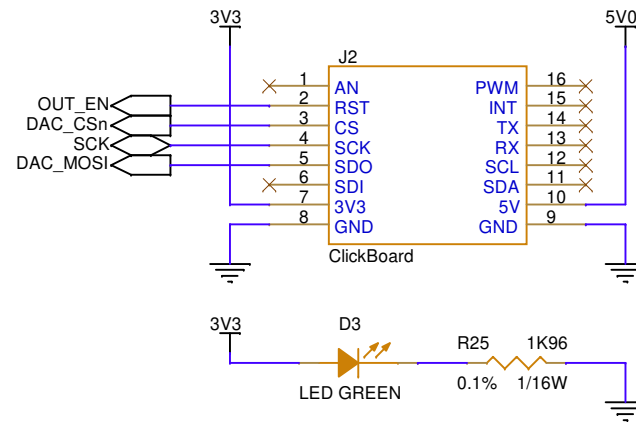 3V3 5V0
J2
1 AN PWM 16
OUT_EN 2 RST INT 15
DAC_CSn 3 CS TX 14
SCK 4 SCK RX 13
DAC_MOSI 5 SDO SCL 12
6 SDI SDA 11
7 3V3 5V 10
8 GND GND 9
ClickBoard
3V3 D3
R25 1K96
LED GREEN 0.1% 1/16W